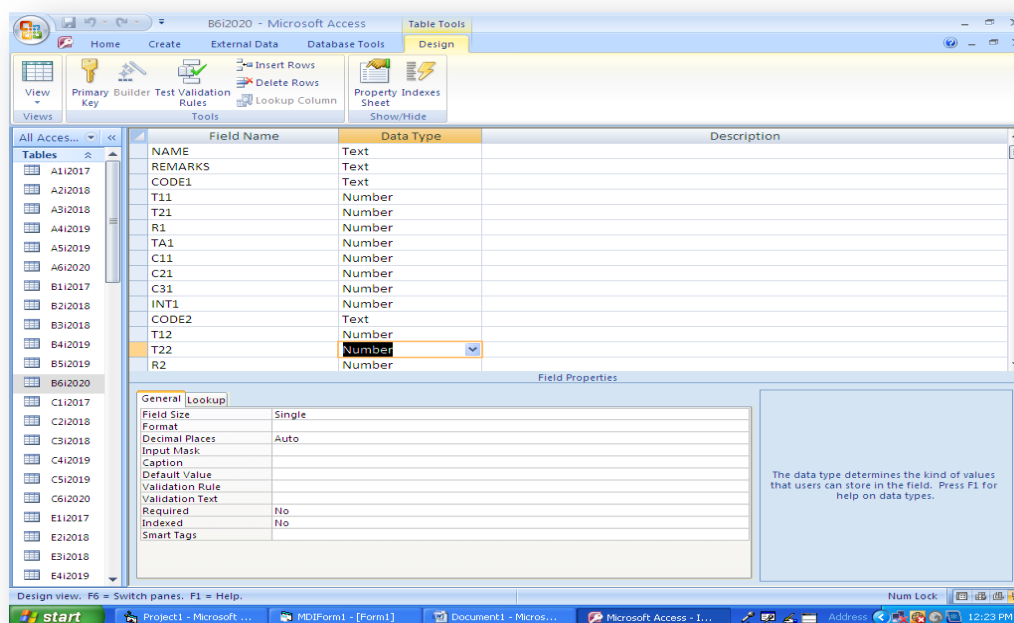 B6i2020 - Microsoft Access
Table Tools
Home Create External Data Database Tools Design
View
Primary Key
Builder
Test Validation Rules
Insert Rows
Delete Rows
Lookup Column
Property Sheet
Indexes
Views Tools Show/Hide
All Acces...
Tables
A1i2017
A2i2018
A3i2018
A4i2019
A5i2019
A6i2020
B1i2017
B2i2018
B3i2018
B4i2019
B5i2019
B6i2020
C1i2017
C2i2018
C3i2018
C4i2019
C5i2019
C6i2020
E1i2017
E2i2018
E3i2018
E4i2019
Field Name Data Type Description
NAME Text
REMARKS Text
CODE1 Text
T11 Number
T21 Number
R1 Number
TA1 Number
C11 Number
C21 Number
C31 Number
INT1 Number
CODE2 Text
T12 Number
T22 Number
R2 Number
Field Properties
General Lookup
Field Size Single
Format
Decimal Places Auto
Input Mask
Caption
Default Value
Validation Rule
Validation Text
Required No
Indexed No
Smart Tags
The data type determines the kind of values
that users can store in the field. Press F1 for
help on data types.
Design view. F6 = Switch panes. F1 = Help.
Num Lock
start
Project1 - Microsoft ...
MDIForm1 - [Form1]
Document1 - Micros...
Microsoft Access - I...
Address
12:23 PM